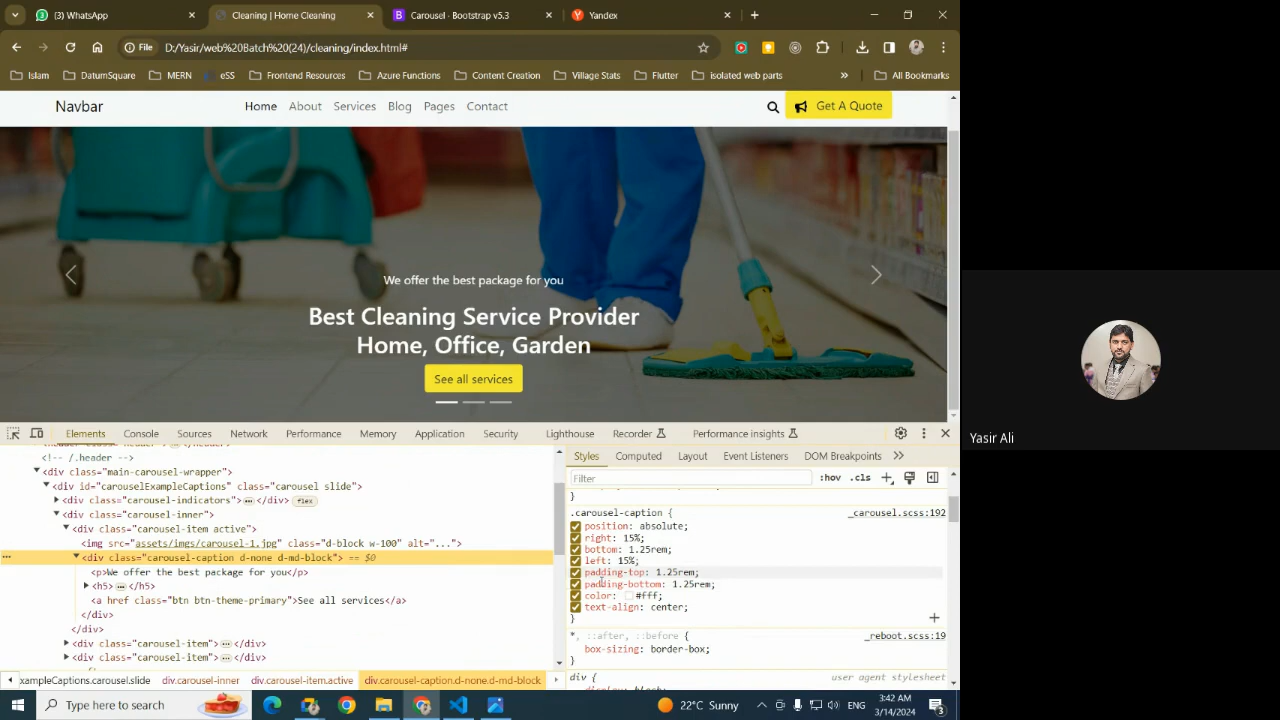 (3) WhatsApp
Cleaning | Home Cleaning
Carousel · Bootstrap v5.3
Yandex
File D:/Yasir/web%20Batch%20(24)/cleaning/index.html#
Islam DatumSquare MERN eSS Frontend Resources Azure Functions Content Creation Village Stats Flutter isolated web parts » All Bookmarks
Navbar Home About Services Blog Pages Contact Get A Quote
We offer the best package for you
Best Cleaning Service Provider
Home, Office, Garden
See all services
Yasir Ali
Elements Console Sources Network Performance Memory Application Security Lighthouse Recorder Performance insights
<!-- /.header -->
<div class="main-carousel-wrapper">
<div id="carouselExampleCaptions" class="carousel slide">
<div class="carousel-indicators"> … </div> flex
<div class="carousel-inner">
<div class="carousel-item active">
<img src="assets/imgs/carousel-1.jpg" class="d-block w-100" alt="...">
… <div class="carousel-caption d-none d-md-block"> == $0
<p>We offer the best package for you</p>
<h5> … </h5>
<a href class="btn btn-theme-primary">See all services</a>
</div>
</div>
<div class="carousel-item"> … </div>
<div class="carousel-item"> … </div>
xampleCaptions.carousel.slide div.carousel-inner div.carousel-item.active div.carousel-caption.d-none.d-md-block
Styles Computed Layout Event Listeners DOM Breakpoints »
Filter :hov .cls +
}
.carousel-caption { _carousel.scss:192
position: absolute;
right: 15%;
bottom: 1.25rem;
left: 15%;
padding-top: 1.25rem;
padding-bottom: 1.25rem;
color: #fff;
text-align: center;
}
*, ::after, ::before { _reboot.scss:19
box-sizing: border-box;
}
div { user agent stylesheet
Type here to search
22°C Sunny
ENG
3:42 AM
3/14/2024
3